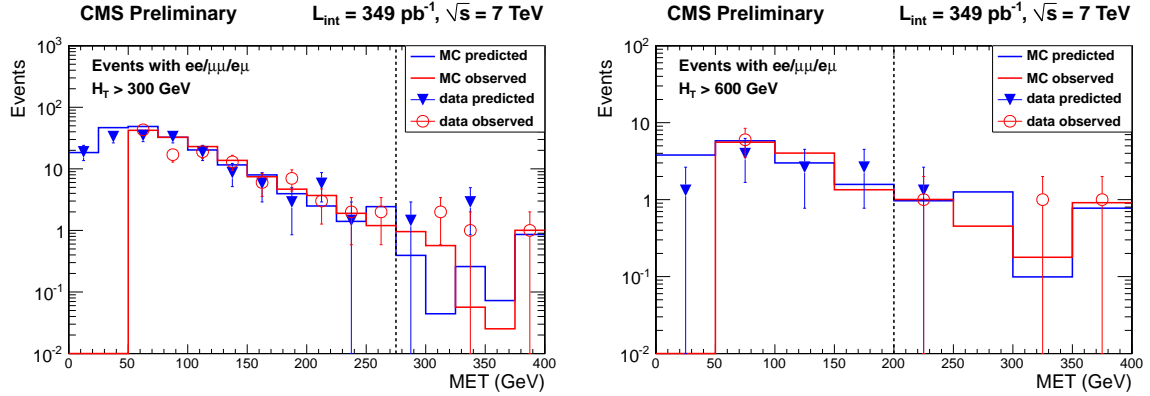 CMS Preliminary
L_int = 349 pb⁻¹, √s = 7 TeV
Events
10³
10²
10
1
10⁻¹
10⁻²
Events with ee/μμ/eμ
H_T > 300 GeV
MC predicted
MC observed
data predicted
data observed
0 50 100 150 200 250 300 350 400
MET (GeV)
CMS Preliminary
L_int = 349 pb⁻¹, √s = 7 TeV
Events
10²
10
1
10⁻¹
10⁻²
Events with ee/μμ/eμ
H_T > 600 GeV
MC predicted
MC observed
data predicted
data observed
0 50 100 150 200 250 300 350 400
MET (GeV)